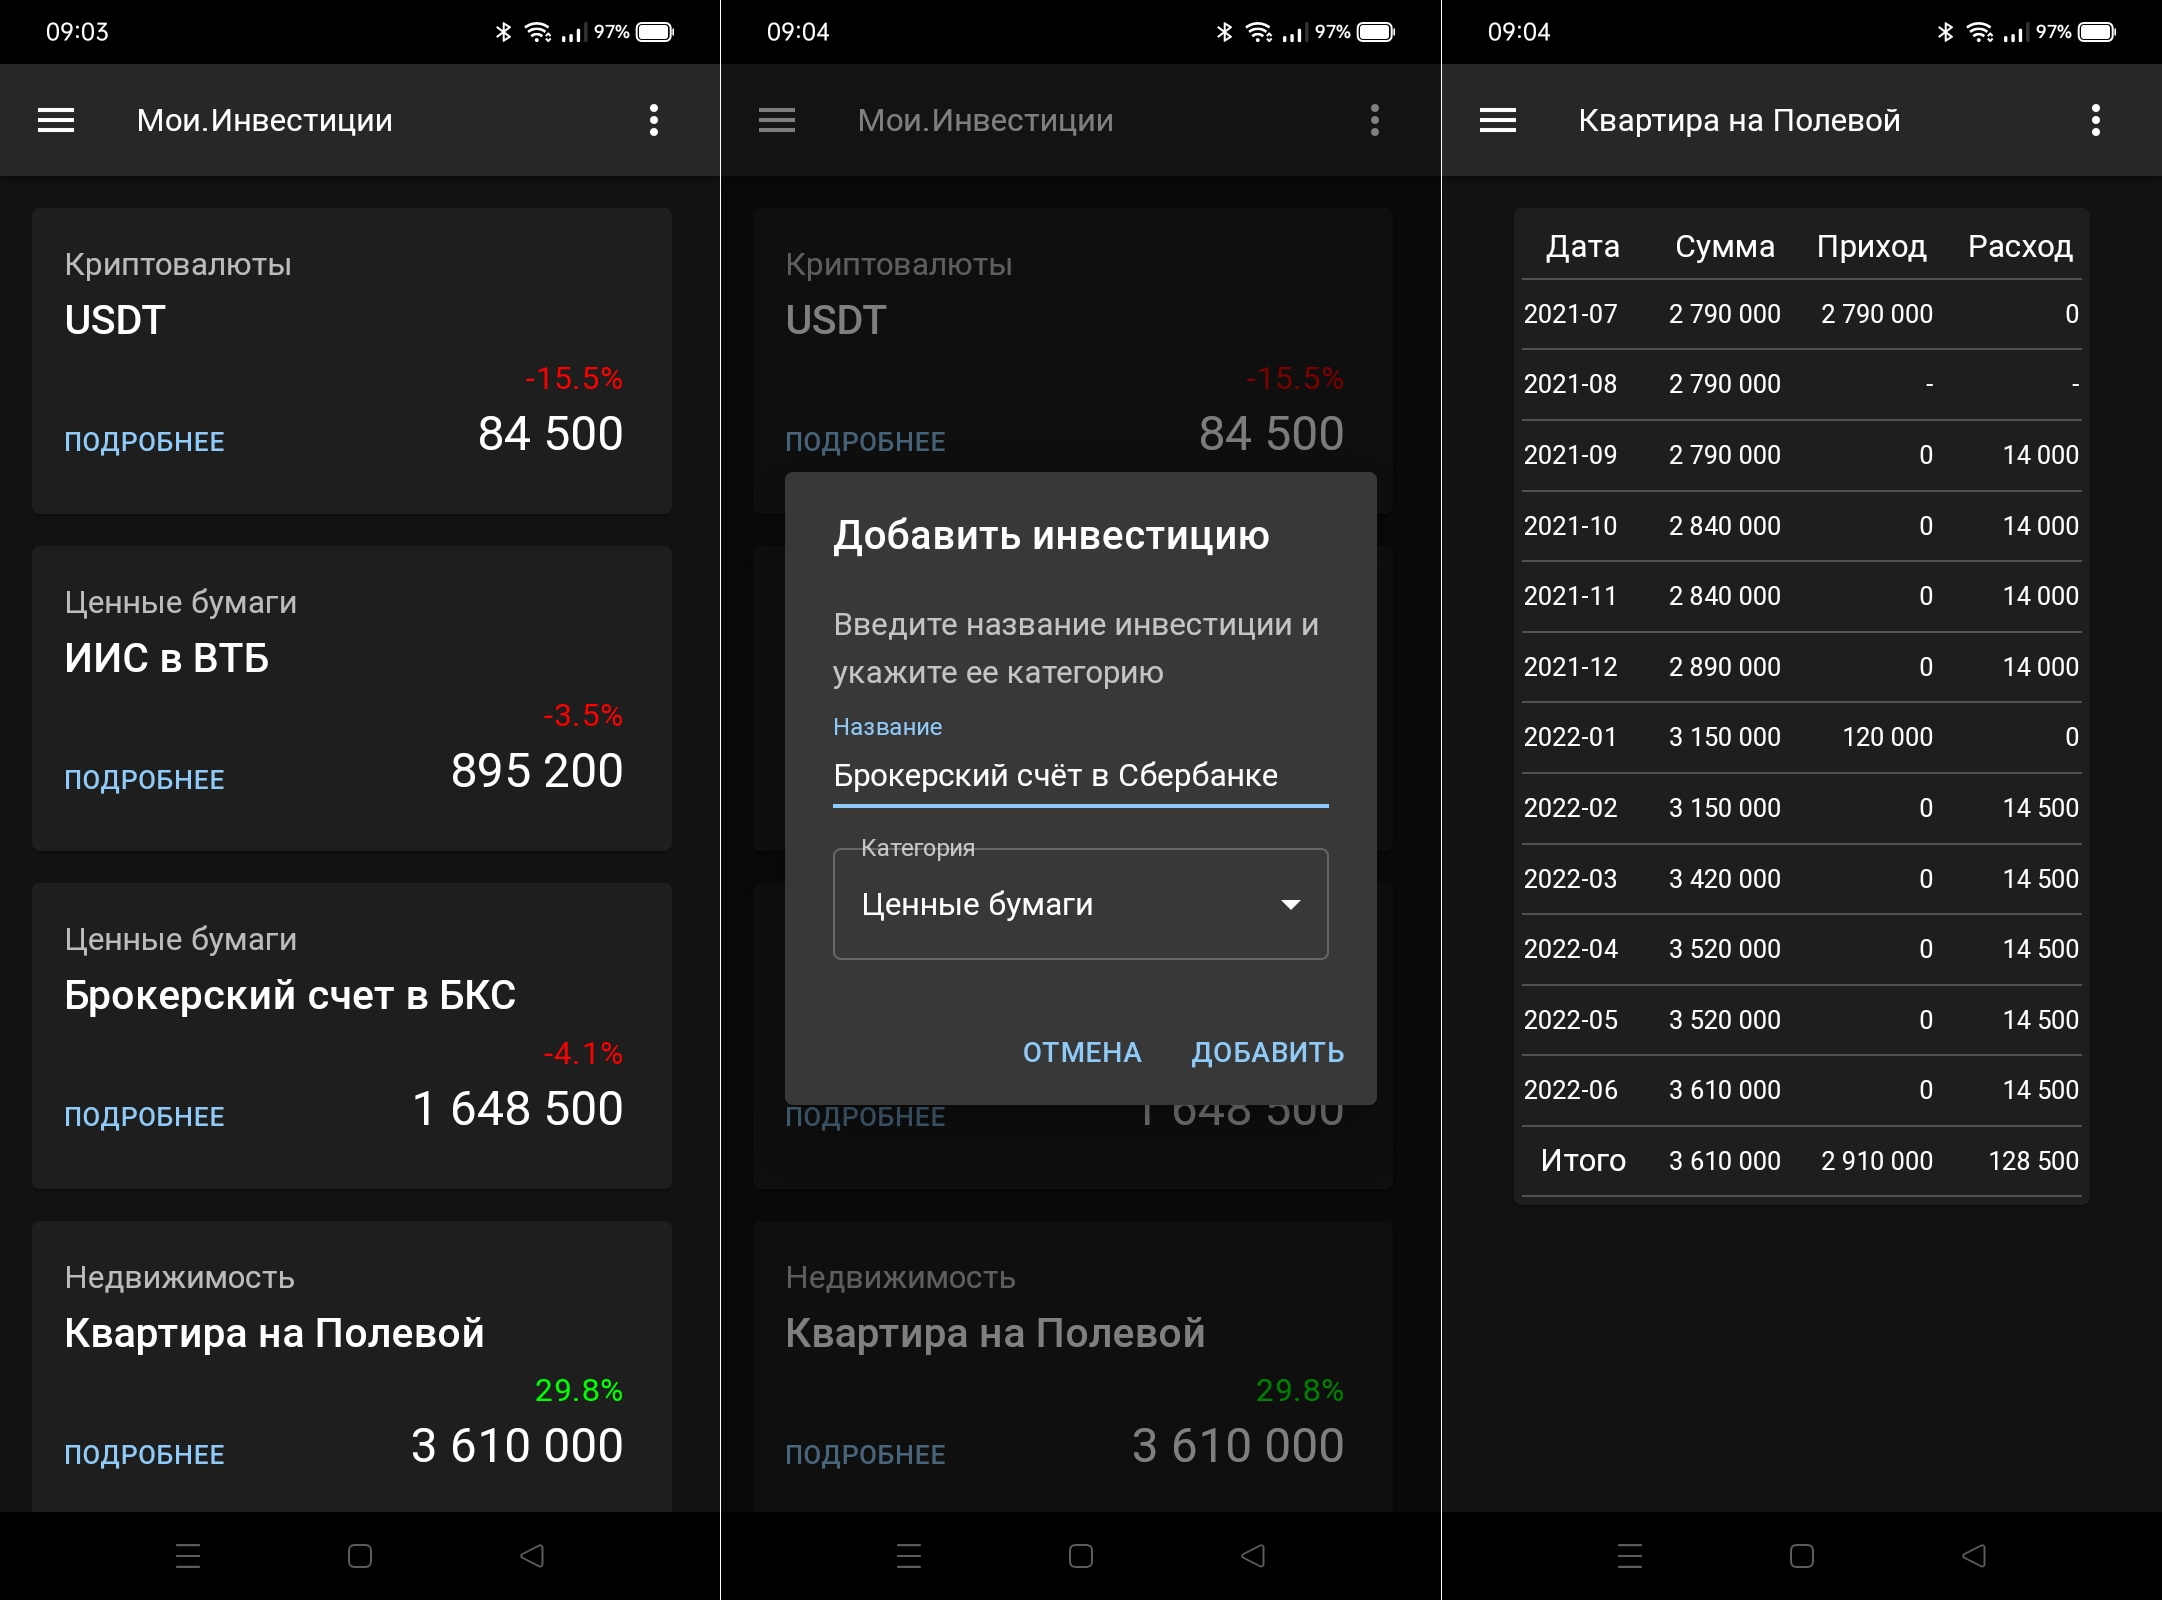 09:03
97%
Мои.Инвестиции
Криптовалюты
USDT
-15.5%
ПОДРОБНЕЕ
84 500
Ценные бумаги
ИИС в ВТБ
-3.5%
ПОДРОБНЕЕ
895 200
Ценные бумаги
Брокерский счет в БКС
-4.1%
ПОДРОБНЕЕ
1 648 500
Недвижимость
Квартира на Полевой
29.8%
ПОДРОБНЕЕ
3 610 000
09:04
97%
Мои.Инвестиции
Криптовалюты
USDT
-15.5%
ПОДРОБНЕЕ
84 500
Добавить инвестицию
Введите название инвестиции и
укажите ее категорию
Название
Брокерский счёт в Сбербанке
Категория
Ценные бумаги
ОТМЕНА ДОБАВИТЬ
ПОДРОБНЕЕ
1 648 500
Недвижимость
Квартира на Полевой
29.8%
ПОДРОБНЕЕ
3 610 000
09:04
97%
Квартира на Полевой
Дата Сумма Приход Расход
2021-07 2 790 000 2 790 000 0
2021-08 2 790 000 - -
2021-09 2 790 000 0 14 000
2021-10 2 840 000 0 14 000
2021-11 2 840 000 0 14 000
2021-12 2 890 000 0 14 000
2022-01 3 150 000 120 000 0
2022-02 3 150 000 0 14 500
2022-03 3 420 000 0 14 500
2022-04 3 520 000 0 14 500
2022-05 3 520 000 0 14 500
2022-06 3 610 000 0 14 500
Итого 3 610 000 2 910 000 128 500